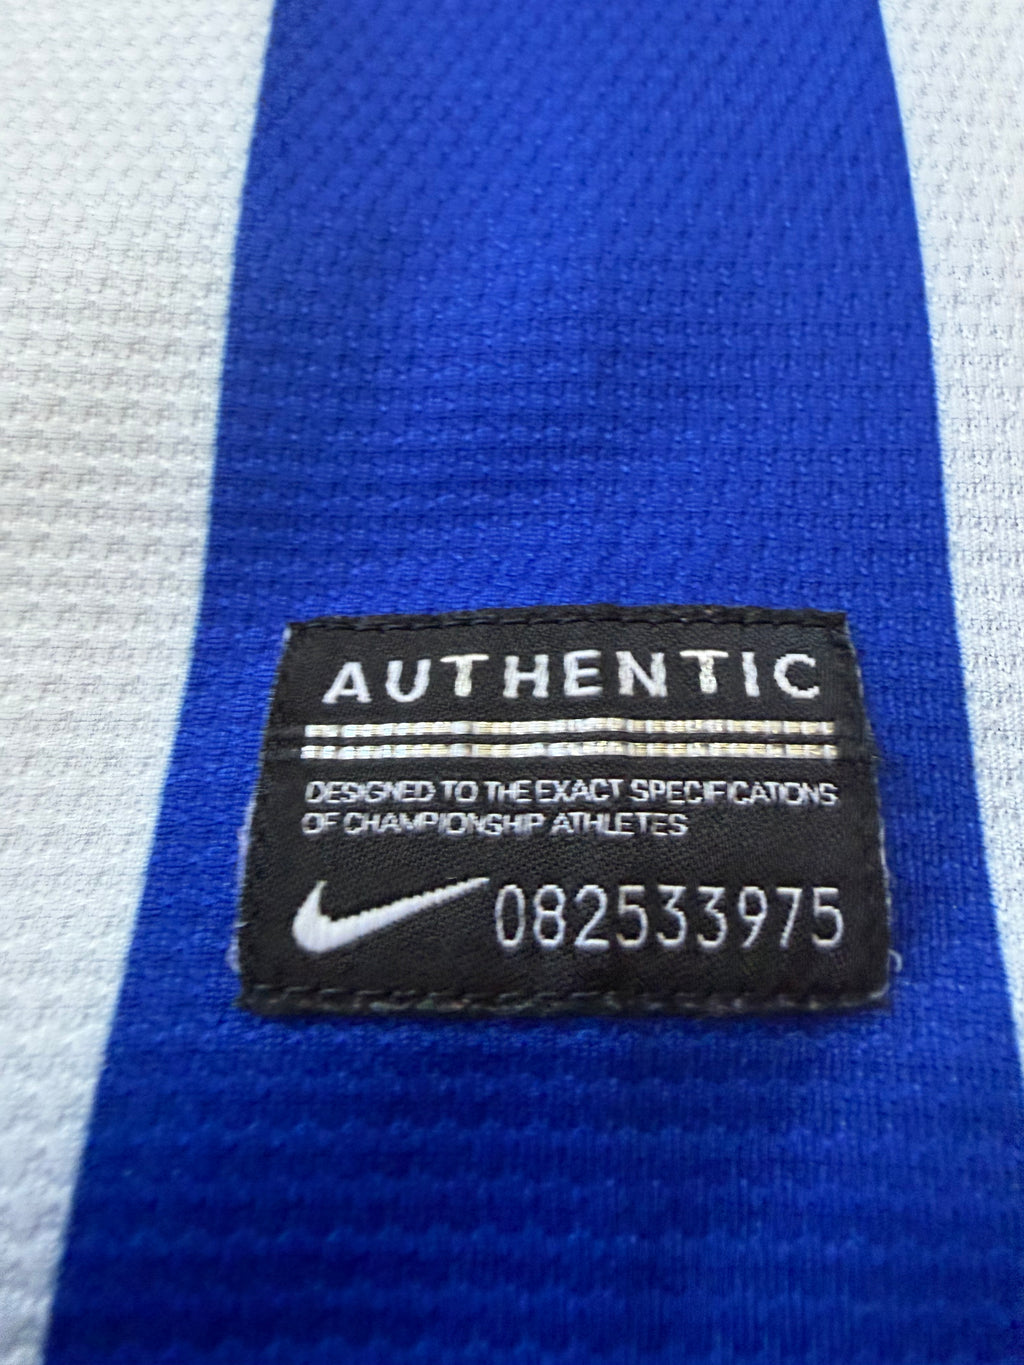 AUTHENTIC
DESIGNED TO THE EXACT SPECIFICATIONS
OF CHAMPIONSHIP ATHLETES
082533975